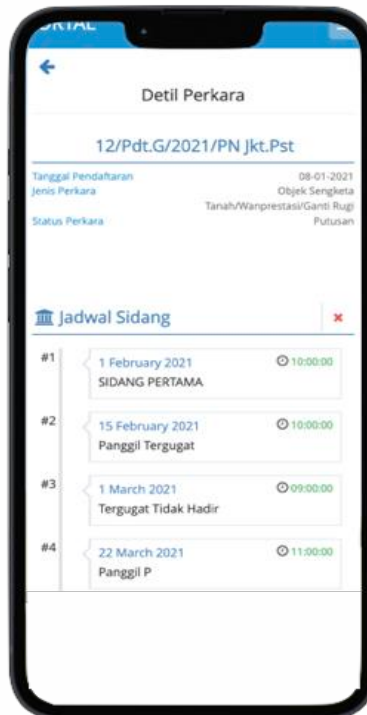 Detil Perkara
12/Pdt.G/2021/PN Jkt.Pst
Tanggal Pendaftaran 08-01-2021
Jenis Perkara Objek Sengketa
Tanah/Wanprestasi/Ganti Rugi
Status Perkara Putusan
Jadwal Sidang
#1 1 February 2021 10:00:00
SIDANG PERTAMA
#2 15 February 2021 10:00:00
Panggil Tergugat
#3 1 March 2021 09:00:00
Tergugat Tidak Hadir
#4 22 March 2021 11:00:00
Panggil P